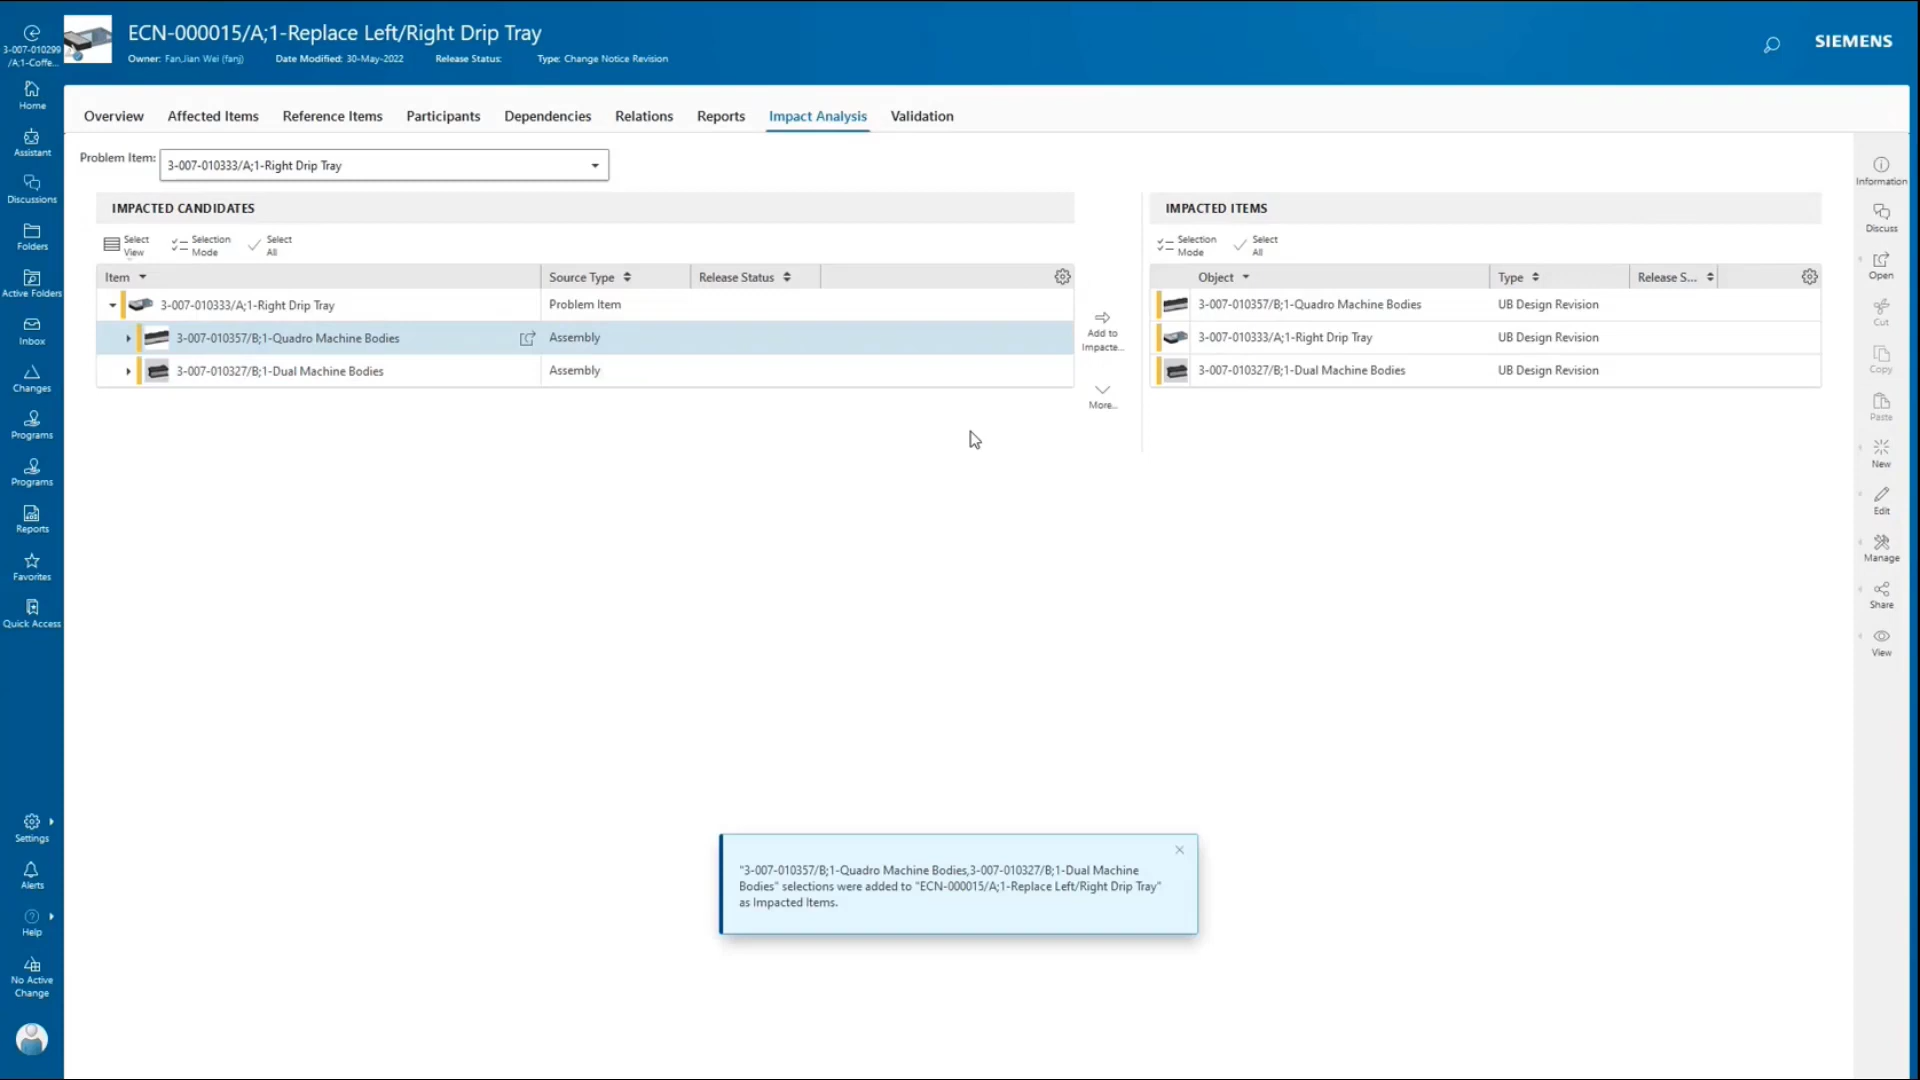 ECN-000015/A;1-Replace Left/Right Drip Tray
Owner: Fan,Jian Wei (fanj) Date Modified: 30-May-2022 Release Status: Type: Change Notice Revision
SIEMENS
3-007-010299
/A;1-Coffe...
Home
Assistant
Discussions
Folders
Active Folders
Inbox
Changes
Programs
Programs
Reports
Favorites
Quick Access
Settings
Alerts
Help
No Active
Change
Overview Affected Items Reference Items Participants Dependencies Relations Reports Impact Analysis Validation
Problem Item: 3-007-010333/A;1-Right Drip Tray
IMPACTED CANDIDATES
Select
View
Selection
Mode
Select
All
Item Source Type Release Status
3-007-010333/A;1-Right Drip Tray Problem Item
3-007-010357/B;1-Quadro Machine Bodies Assembly
3-007-010327/B;1-Dual Machine Bodies Assembly
Add to
Impacte...
More...
IMPACTED ITEMS
Selection
Mode
Select
All
Object Type Release S...
3-007-010357/B;1-Quadro Machine Bodies UB Design Revision
3-007-010333/A;1-Right Drip Tray UB Design Revision
3-007-010327/B;1-Dual Machine Bodies UB Design Revision
Information
Discuss
Open
Cut
Copy
Paste
New
Edit
Manage
Share
View
"3-007-010357/B;1-Quadro Machine Bodies,3-007-010327/B;1-Dual Machine
Bodies" selections were added to "ECN-000015/A;1-Replace Left/Right Drip Tray"
as Impacted Items.